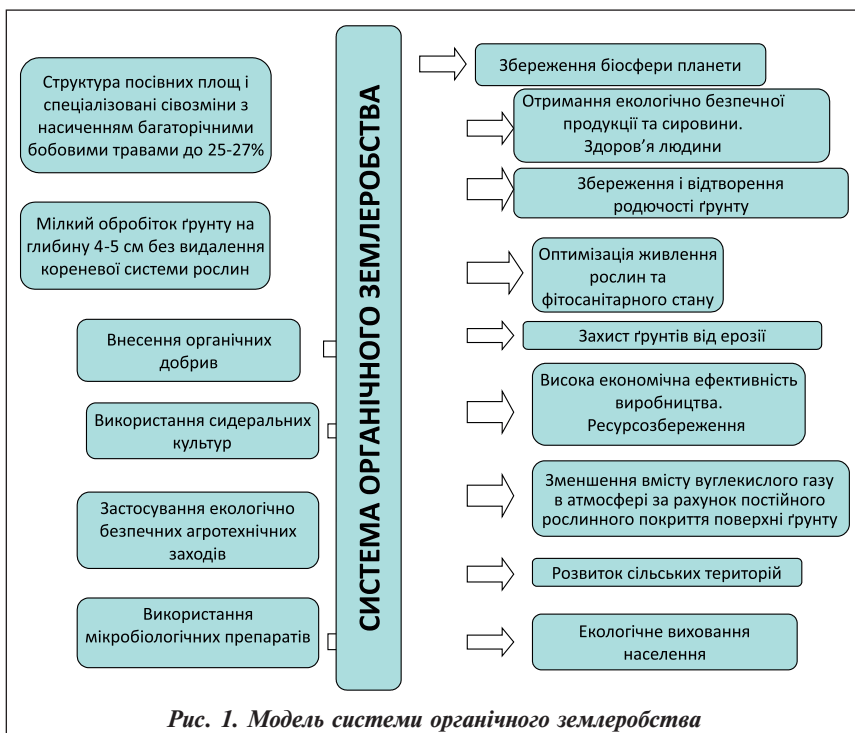 Структура посівних площ і
спеціалізовані сівозміни з
насиченням багаторічними
бобовими травами до 25-27%
Мілкий обробіток ґрунту на
глибину 4-5 см без видалення
кореневої системи рослин
Внесення органічних
добрив
Використання сидеральних
культур
Застосування екологічно
безпечних агротехнічних
заходів
Використання
мікробіологічних препаратів
СИСТЕМА ОРГАНІЧНОГО ЗЕМЛЕРОБСТВА
Збереження біосфери планети
Отримання екологічно безпечної
продукції та сировини.
Здоров’я людини
Збереження і відтворення
родючості ґрунту
Оптимізація живлення
рослин та
фітосанітарного стану
Захист ґрунтів від ерозії
Висока економічна ефективність
виробництва.
Ресурсозбереження
Зменшення вмісту вуглекислого газу
в атмосфері за рахунок постійного
рослинного покриття поверхні ґрунту
Розвиток сільських територій
Екологічне виховання
населення
Рис. 1. Модель системи органічного землеробства